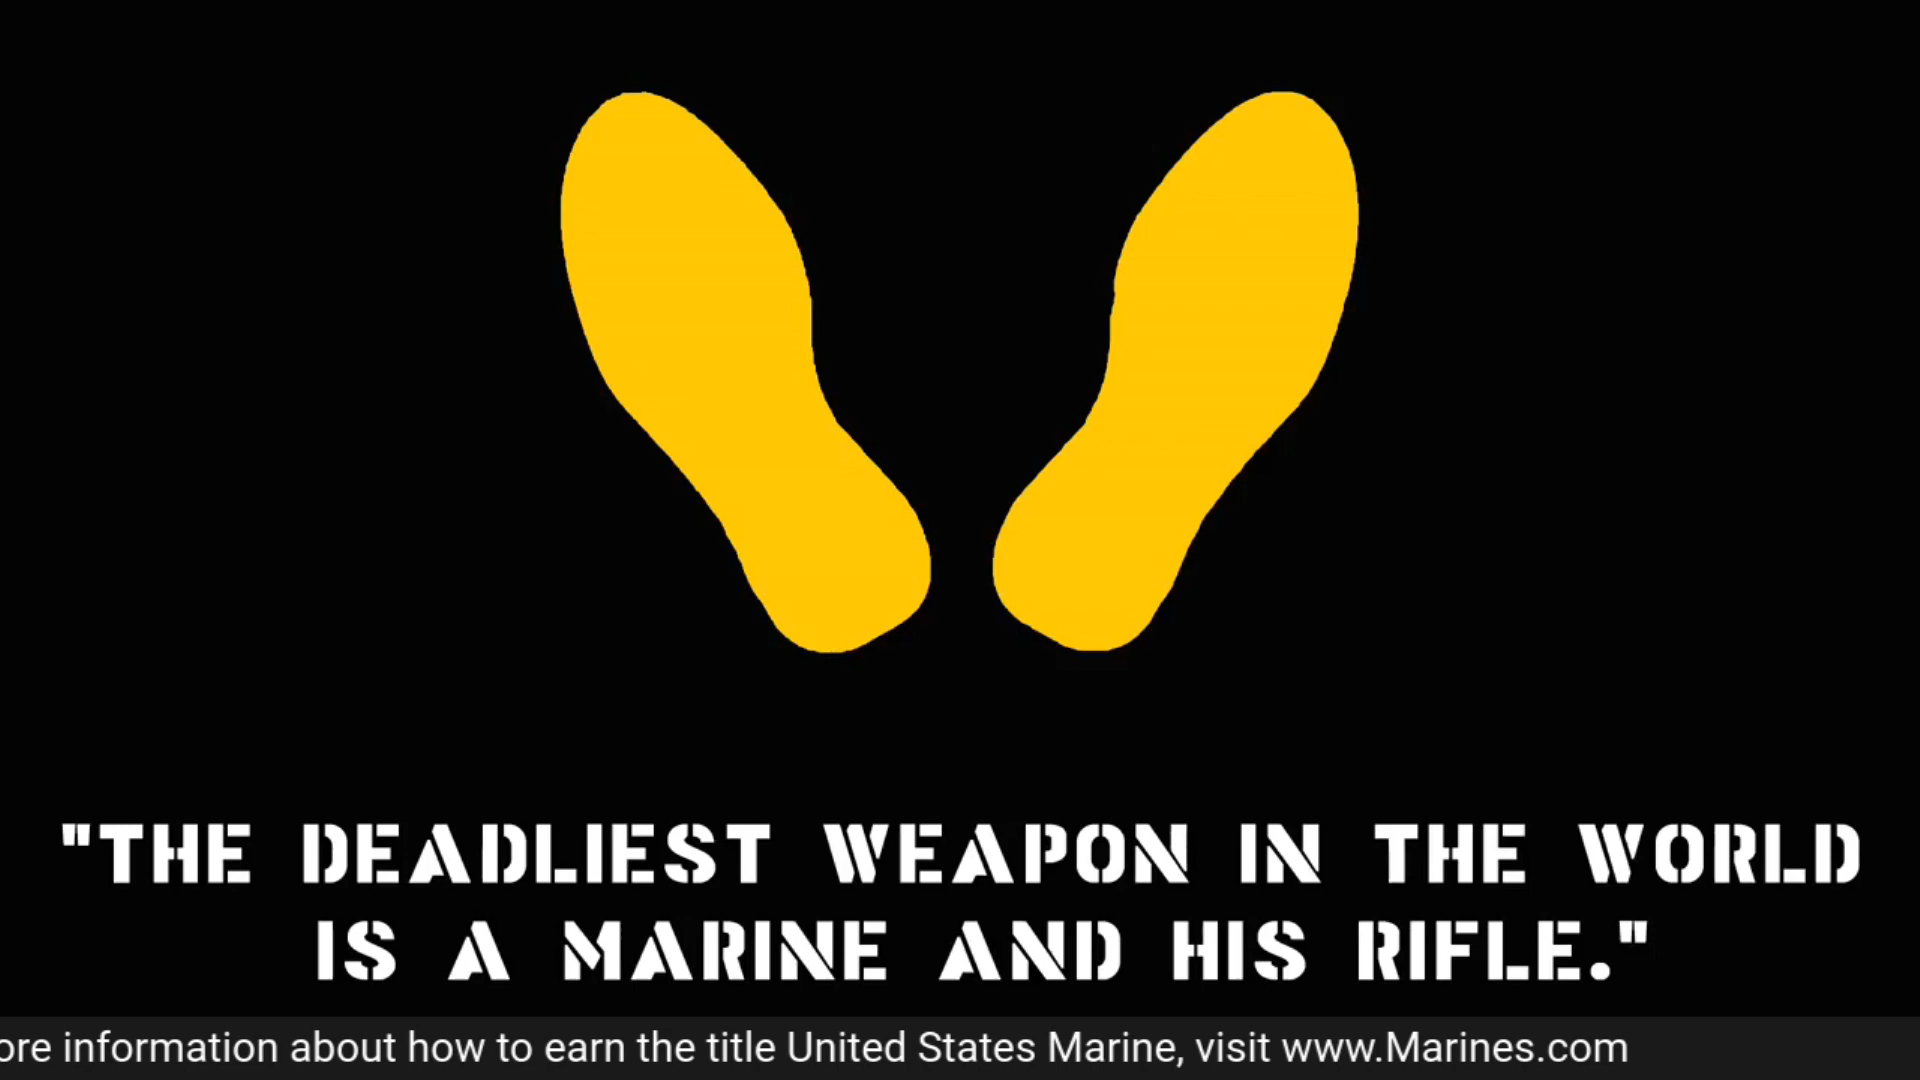 "THE DEADLIEST WEAPON IN THE WORLD
IS A MARINE AND HIS RIFLE."
information about how to earn the title United States Marine, visit www.Marines.com